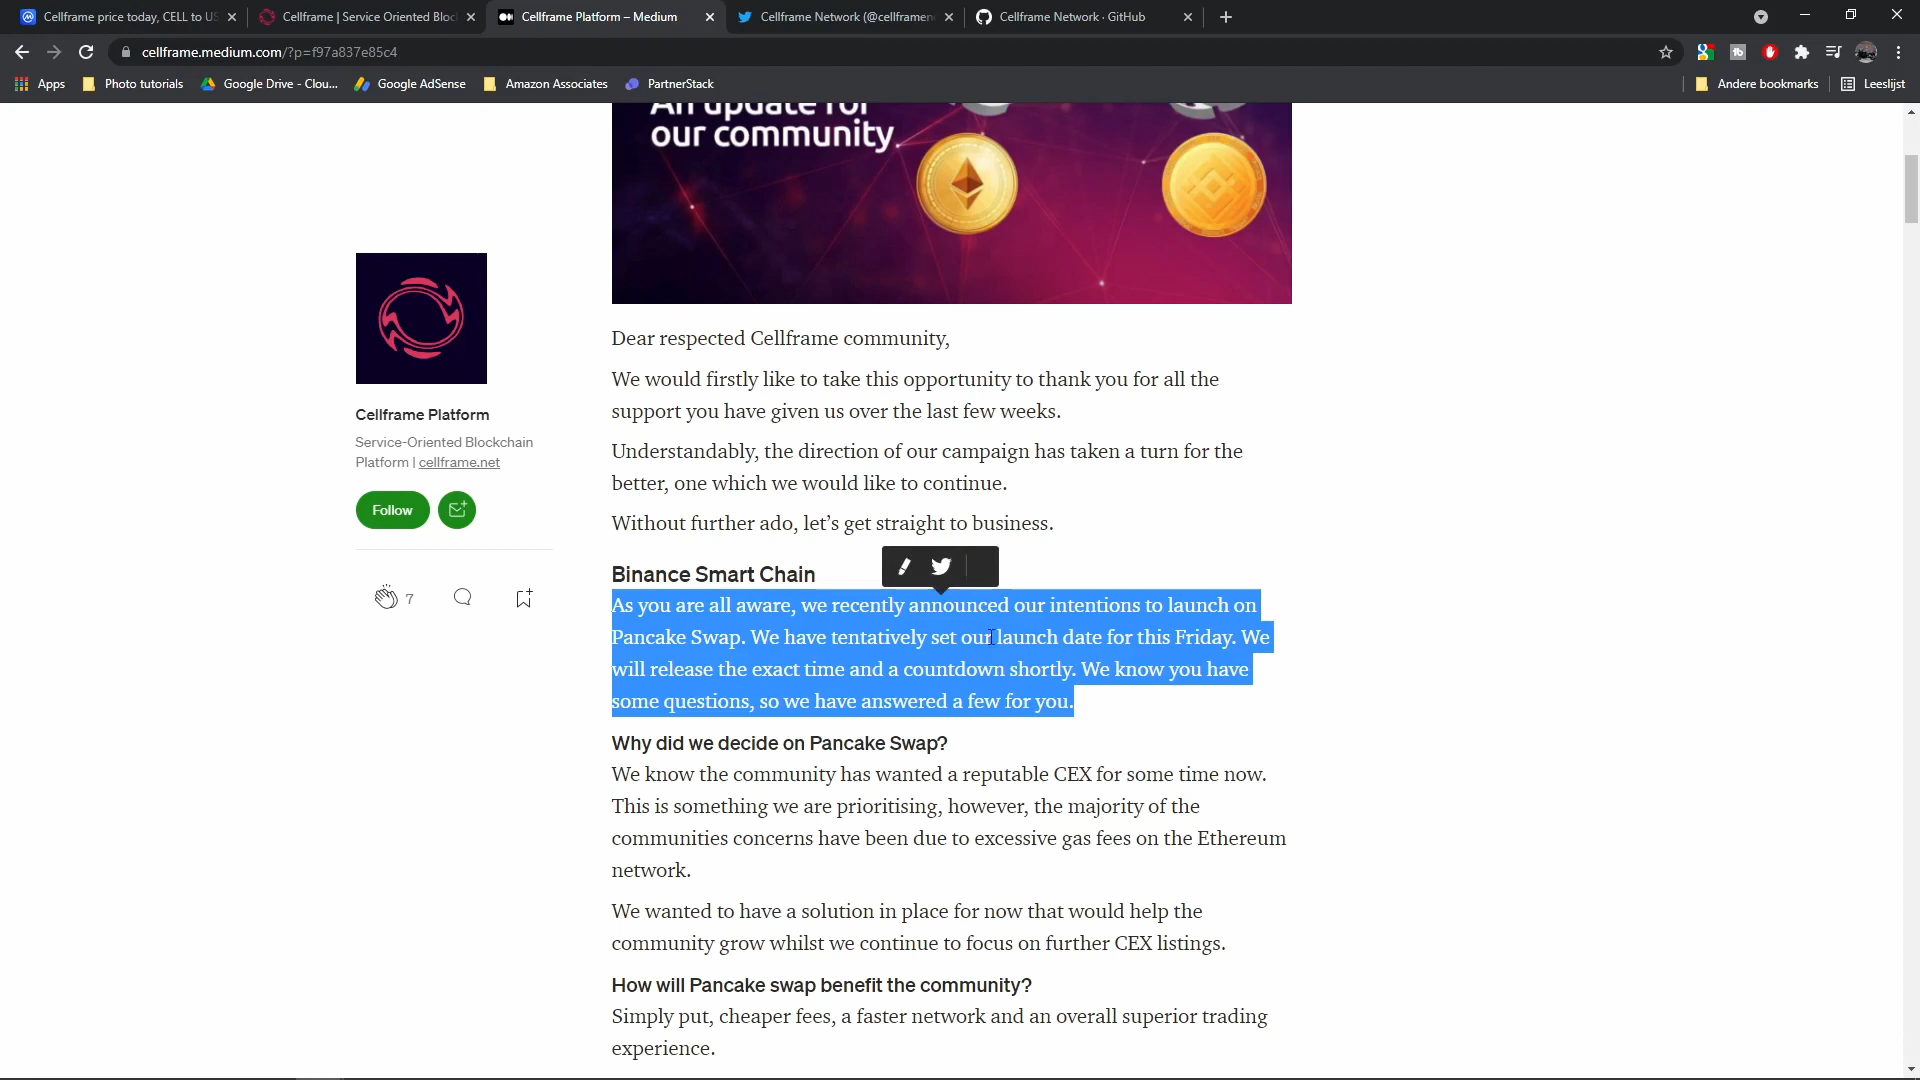 Cellframe price today, CELL to US
Cellframe | Service Oriented Bloc
Cellframe Platform – Medium
Cellframe Network (@cellframen
Cellframe Network · GitHub
cellframe.medium.com/?p=f97a837e85c4
Apps
Photo tutorials
Google Drive - Clou...
Google AdSense
Amazon Associates
PartnerStack
Andere bookmarks
Leeslijst
An update for
our community
Cellframe Platform
Service-Oriented Blockchain
Platform | cellframe.net
Follow
7
Dear respected Cellframe community,
We would firstly like to take this opportunity to thank you for all the
support you have given us over the last few weeks.
Understandably, the direction of our campaign has taken a turn for the
better, one which we would like to continue.
Without further ado, let’s get straight to business.
Binance Smart Chain
As you are all aware, we recently announced our intentions to launch on
Pancake Swap. We have tentatively set our launch date for this Friday. We
will release the exact time and a countdown shortly. We know you have
some questions, so we have answered a few for you.
Why did we decide on Pancake Swap?
We know the community has wanted a reputable CEX for some time now.
This is something we are prioritising, however, the majority of the
communities concerns have been due to excessive gas fees on the Ethereum
network.
We wanted to have a solution in place for now that would help the
community grow whilst we continue to focus on further CEX listings.
How will Pancake swap benefit the community?
Simply put, cheaper fees, a faster network and an overall superior trading
experience.